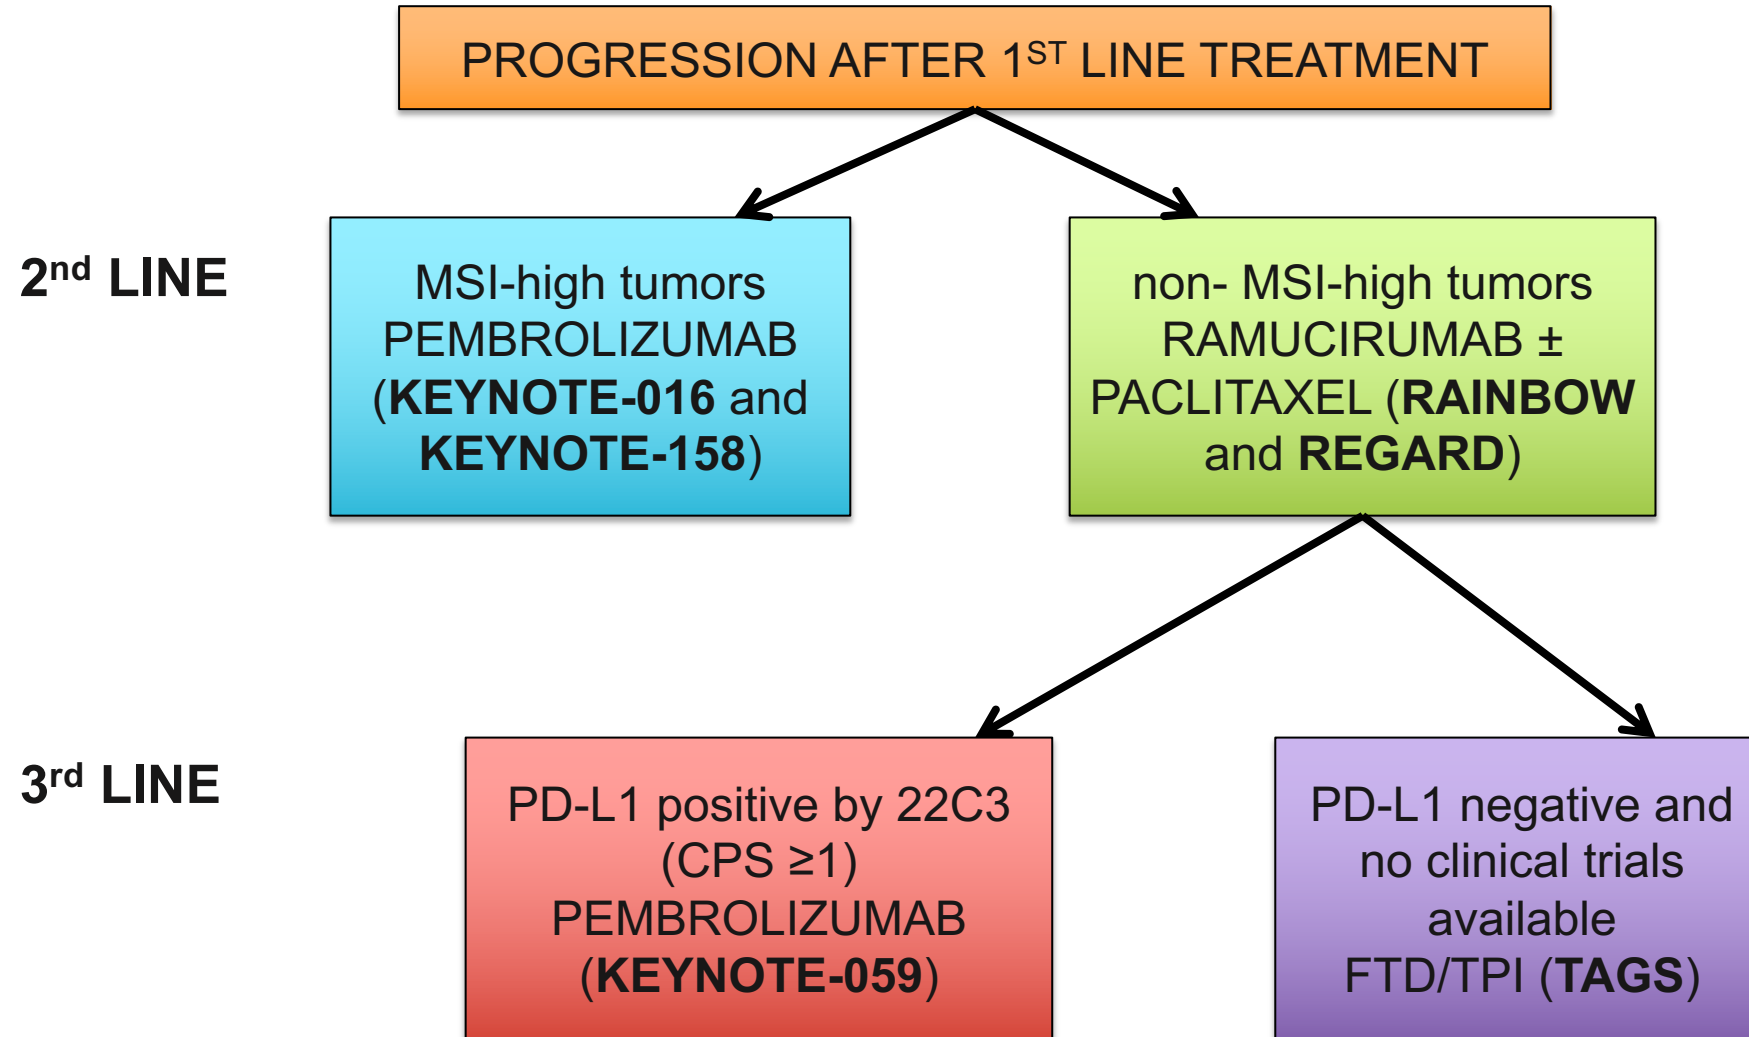 PROGRESSION AFTER 1ST LINE TREATMENT
2nd LINE
MSI-high tumors
PEMBROLIZUMAB
(KEYNOTE-016 and
KEYNOTE-158)
non- MSI-high tumors
RAMUCIRUMAB ±
PACLITAXEL (RAINBOW
and REGARD)
3rd LINE
PD-L1 positive by 22C3
(CPS ≥1)
PEMBROLIZUMAB
(KEYNOTE-059)
PD-L1 negative and
no clinical trials
available
FTD/TPI (TAGS)